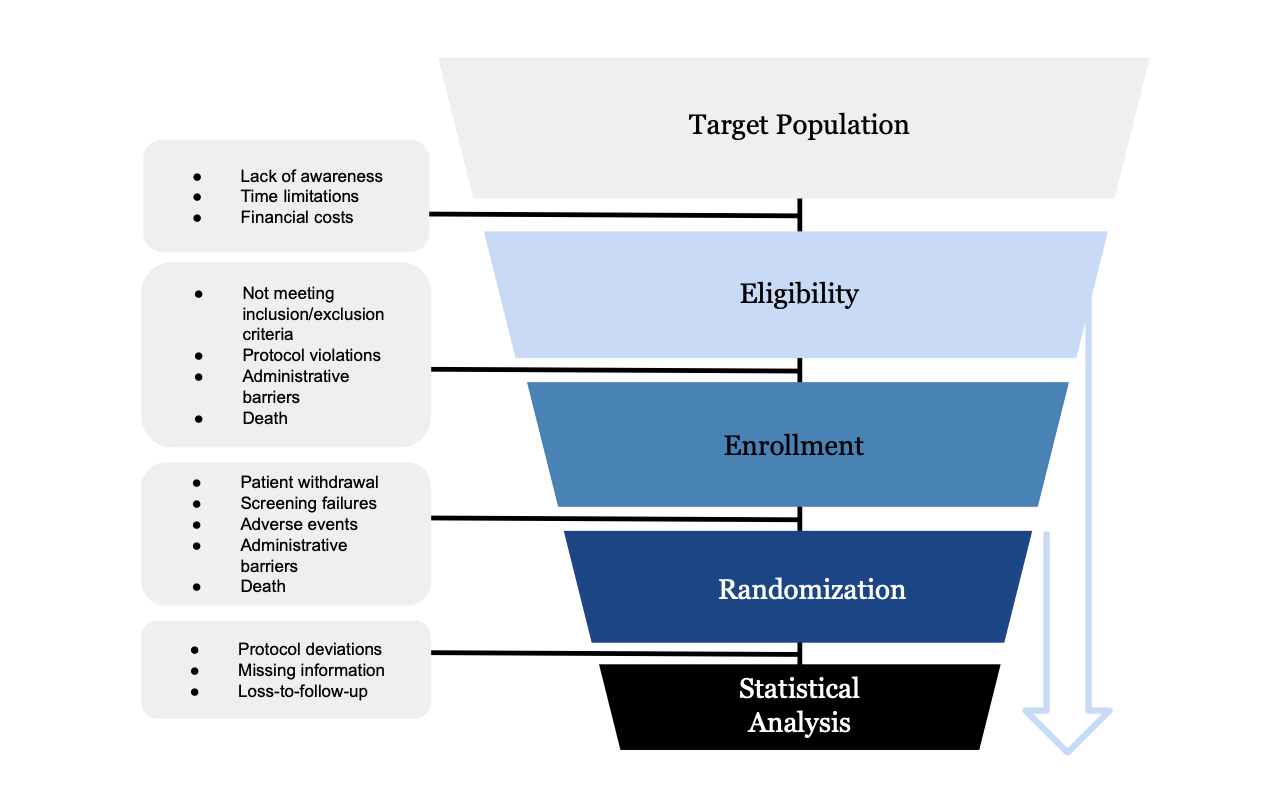 Target Population
● Lack of awareness
● Time limitations
● Financial costs
Eligibility
● Not meeting
inclusion/exclusion
criteria
● Protocol violations
● Administrative
barriers
● Death
Enrollment
● Patient withdrawal
● Screening failures
● Adverse events
● Administrative
barriers
● Death
Randomization
● Protocol deviations
● Missing information
● Loss-to-follow-up
Statistical
Analysis